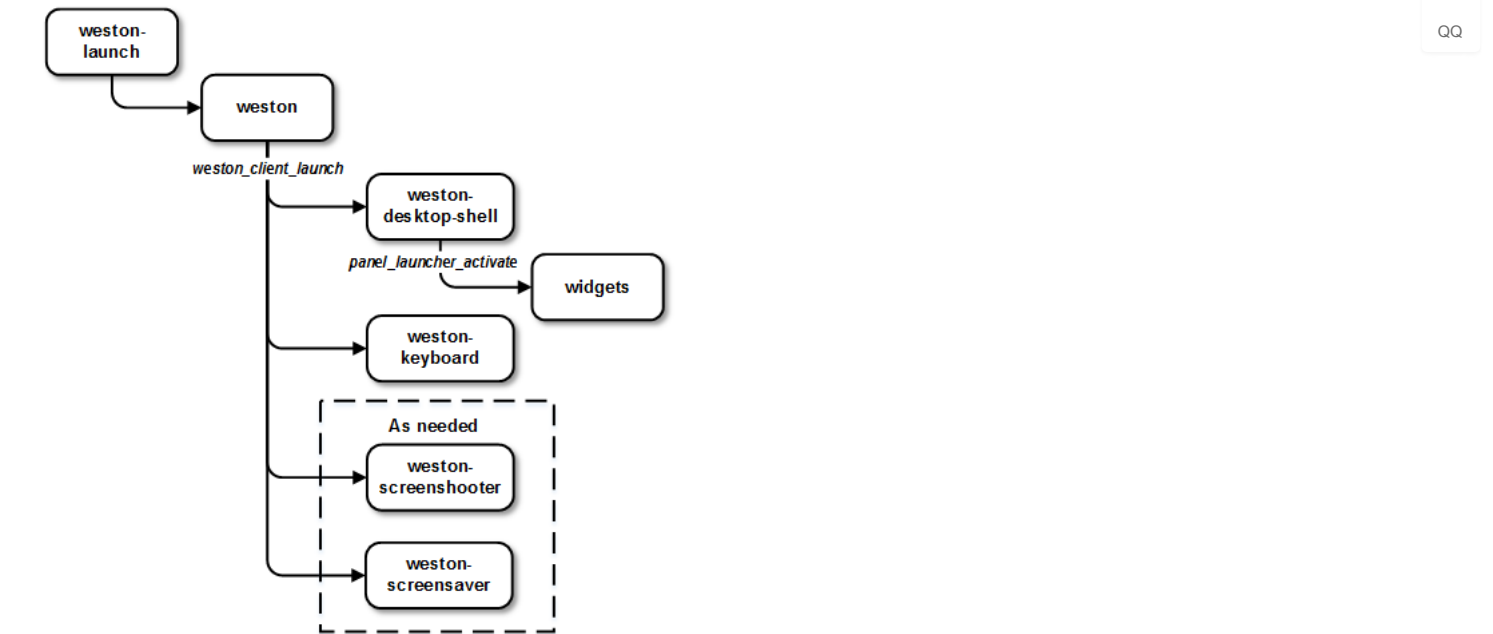 weston-
launch
QQ
weston
weston_client_launch
weston-
desktop-shell
panel_launcher_activate
widgets
weston-
keyboard
As needed
weston-
screenshooter
weston-
screensaver